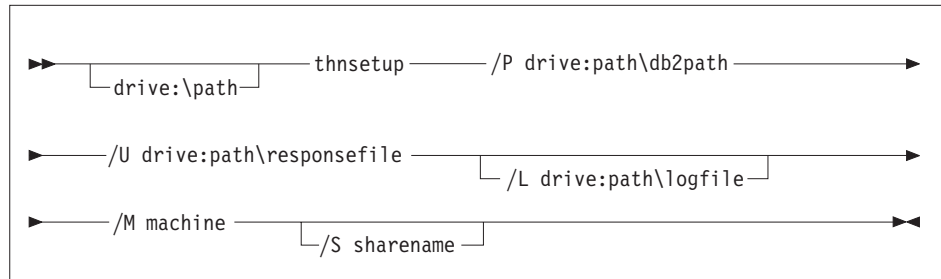 thnsetup /P drive:path\db2path
drive:\path
/U drive:path\responsefile
/L drive:path\logfile
/M machine
/S sharename